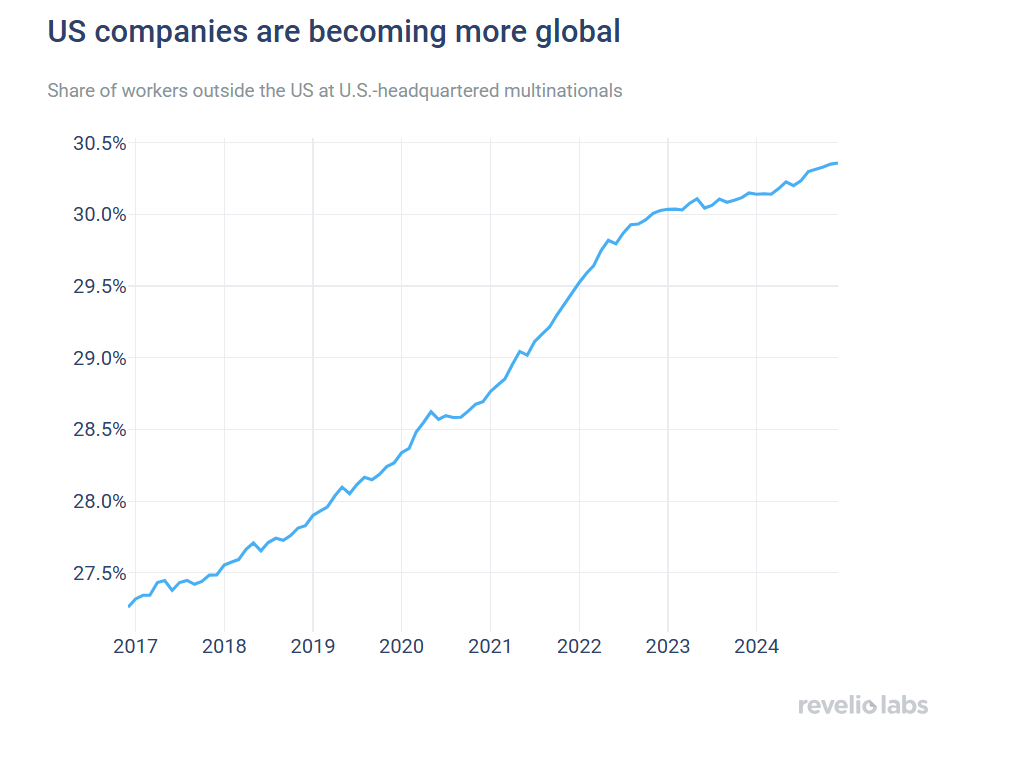 US companies are becoming more global
Share of workers outside the US at U.S.-headquartered multinationals
30.5%
30.0%
29.5%
29.0%
28.5%
28.0%
27.5%
2017 2018 2019 2020 2021 2022 2023 2024
revelio labs